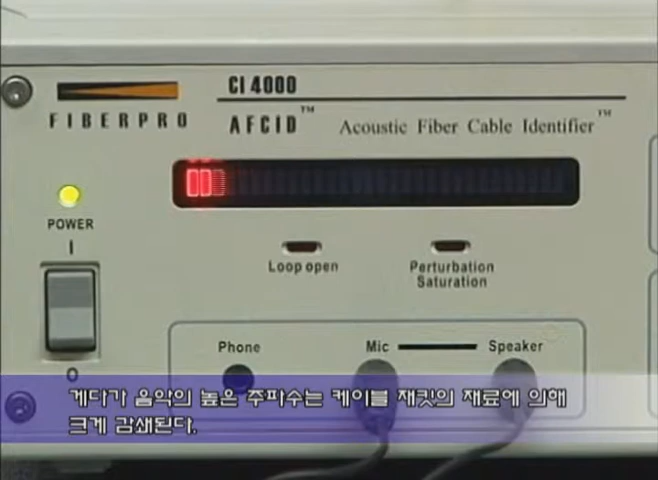 CI 4000
FIBERPRO
AFCID™ Acoustic Fiber Cable Identifier™
POWER
I
Loop open
Perturbation
Saturation
Phone
Mic
Speaker
O
게다가 음악의 높은 주파수는 케이블 재킷의 재료에 의해
크게 감쇄된다.